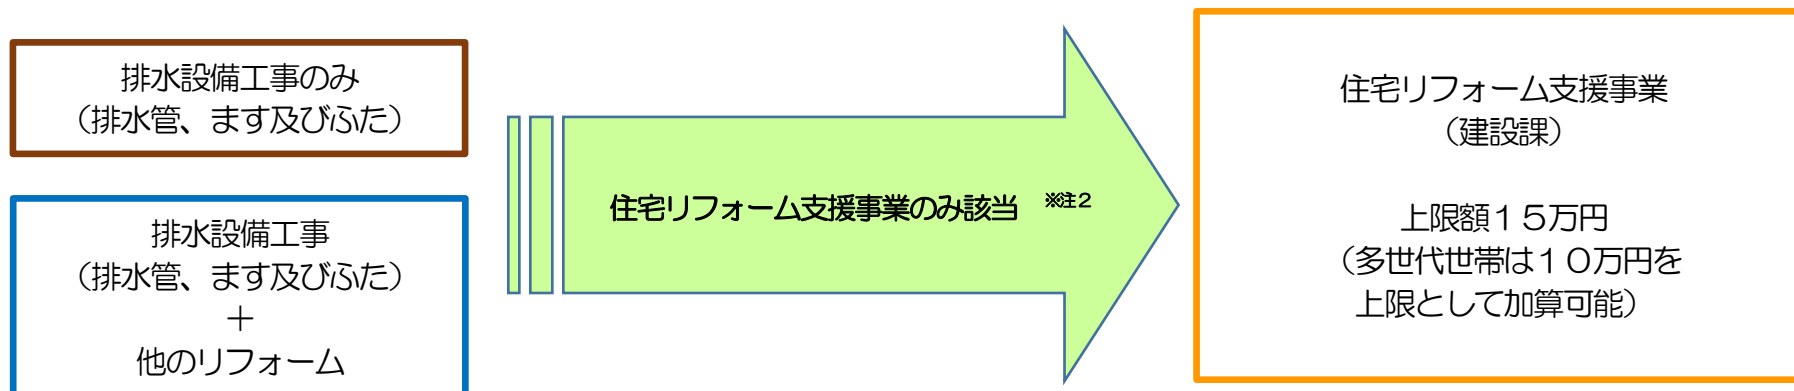 排水設備工事のみ
（排水管、ます及びふた）
排水設備工事
（排水管、ます及びふた）
＋
他のリフォーム
住宅リフォーム支援事業のみ該当　※注２
住宅リフォーム支援事業
（建設課）
上限額１５万円
（多世代世帯は１０万円を
上限として加算可能）